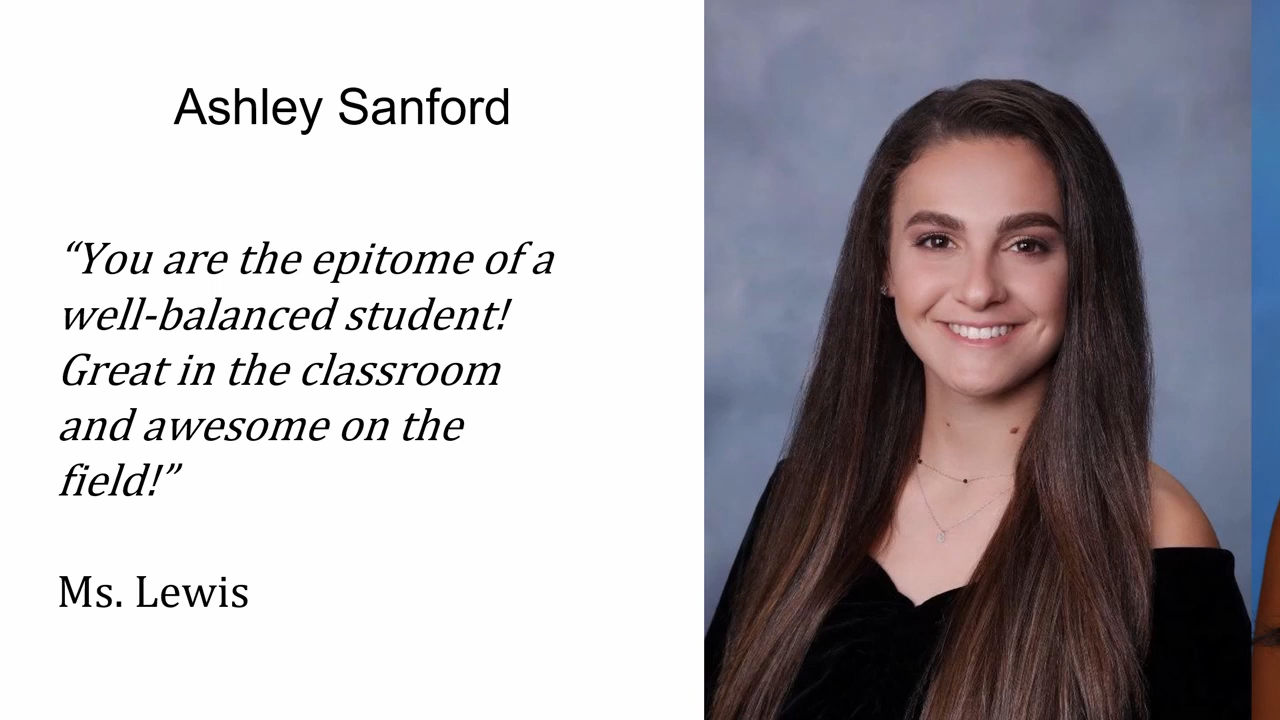 Ashley Sanford
“You are the epitome of a
well-balanced student!
Great in the classroom
and awesome on the
field!”
Ms. Lewis